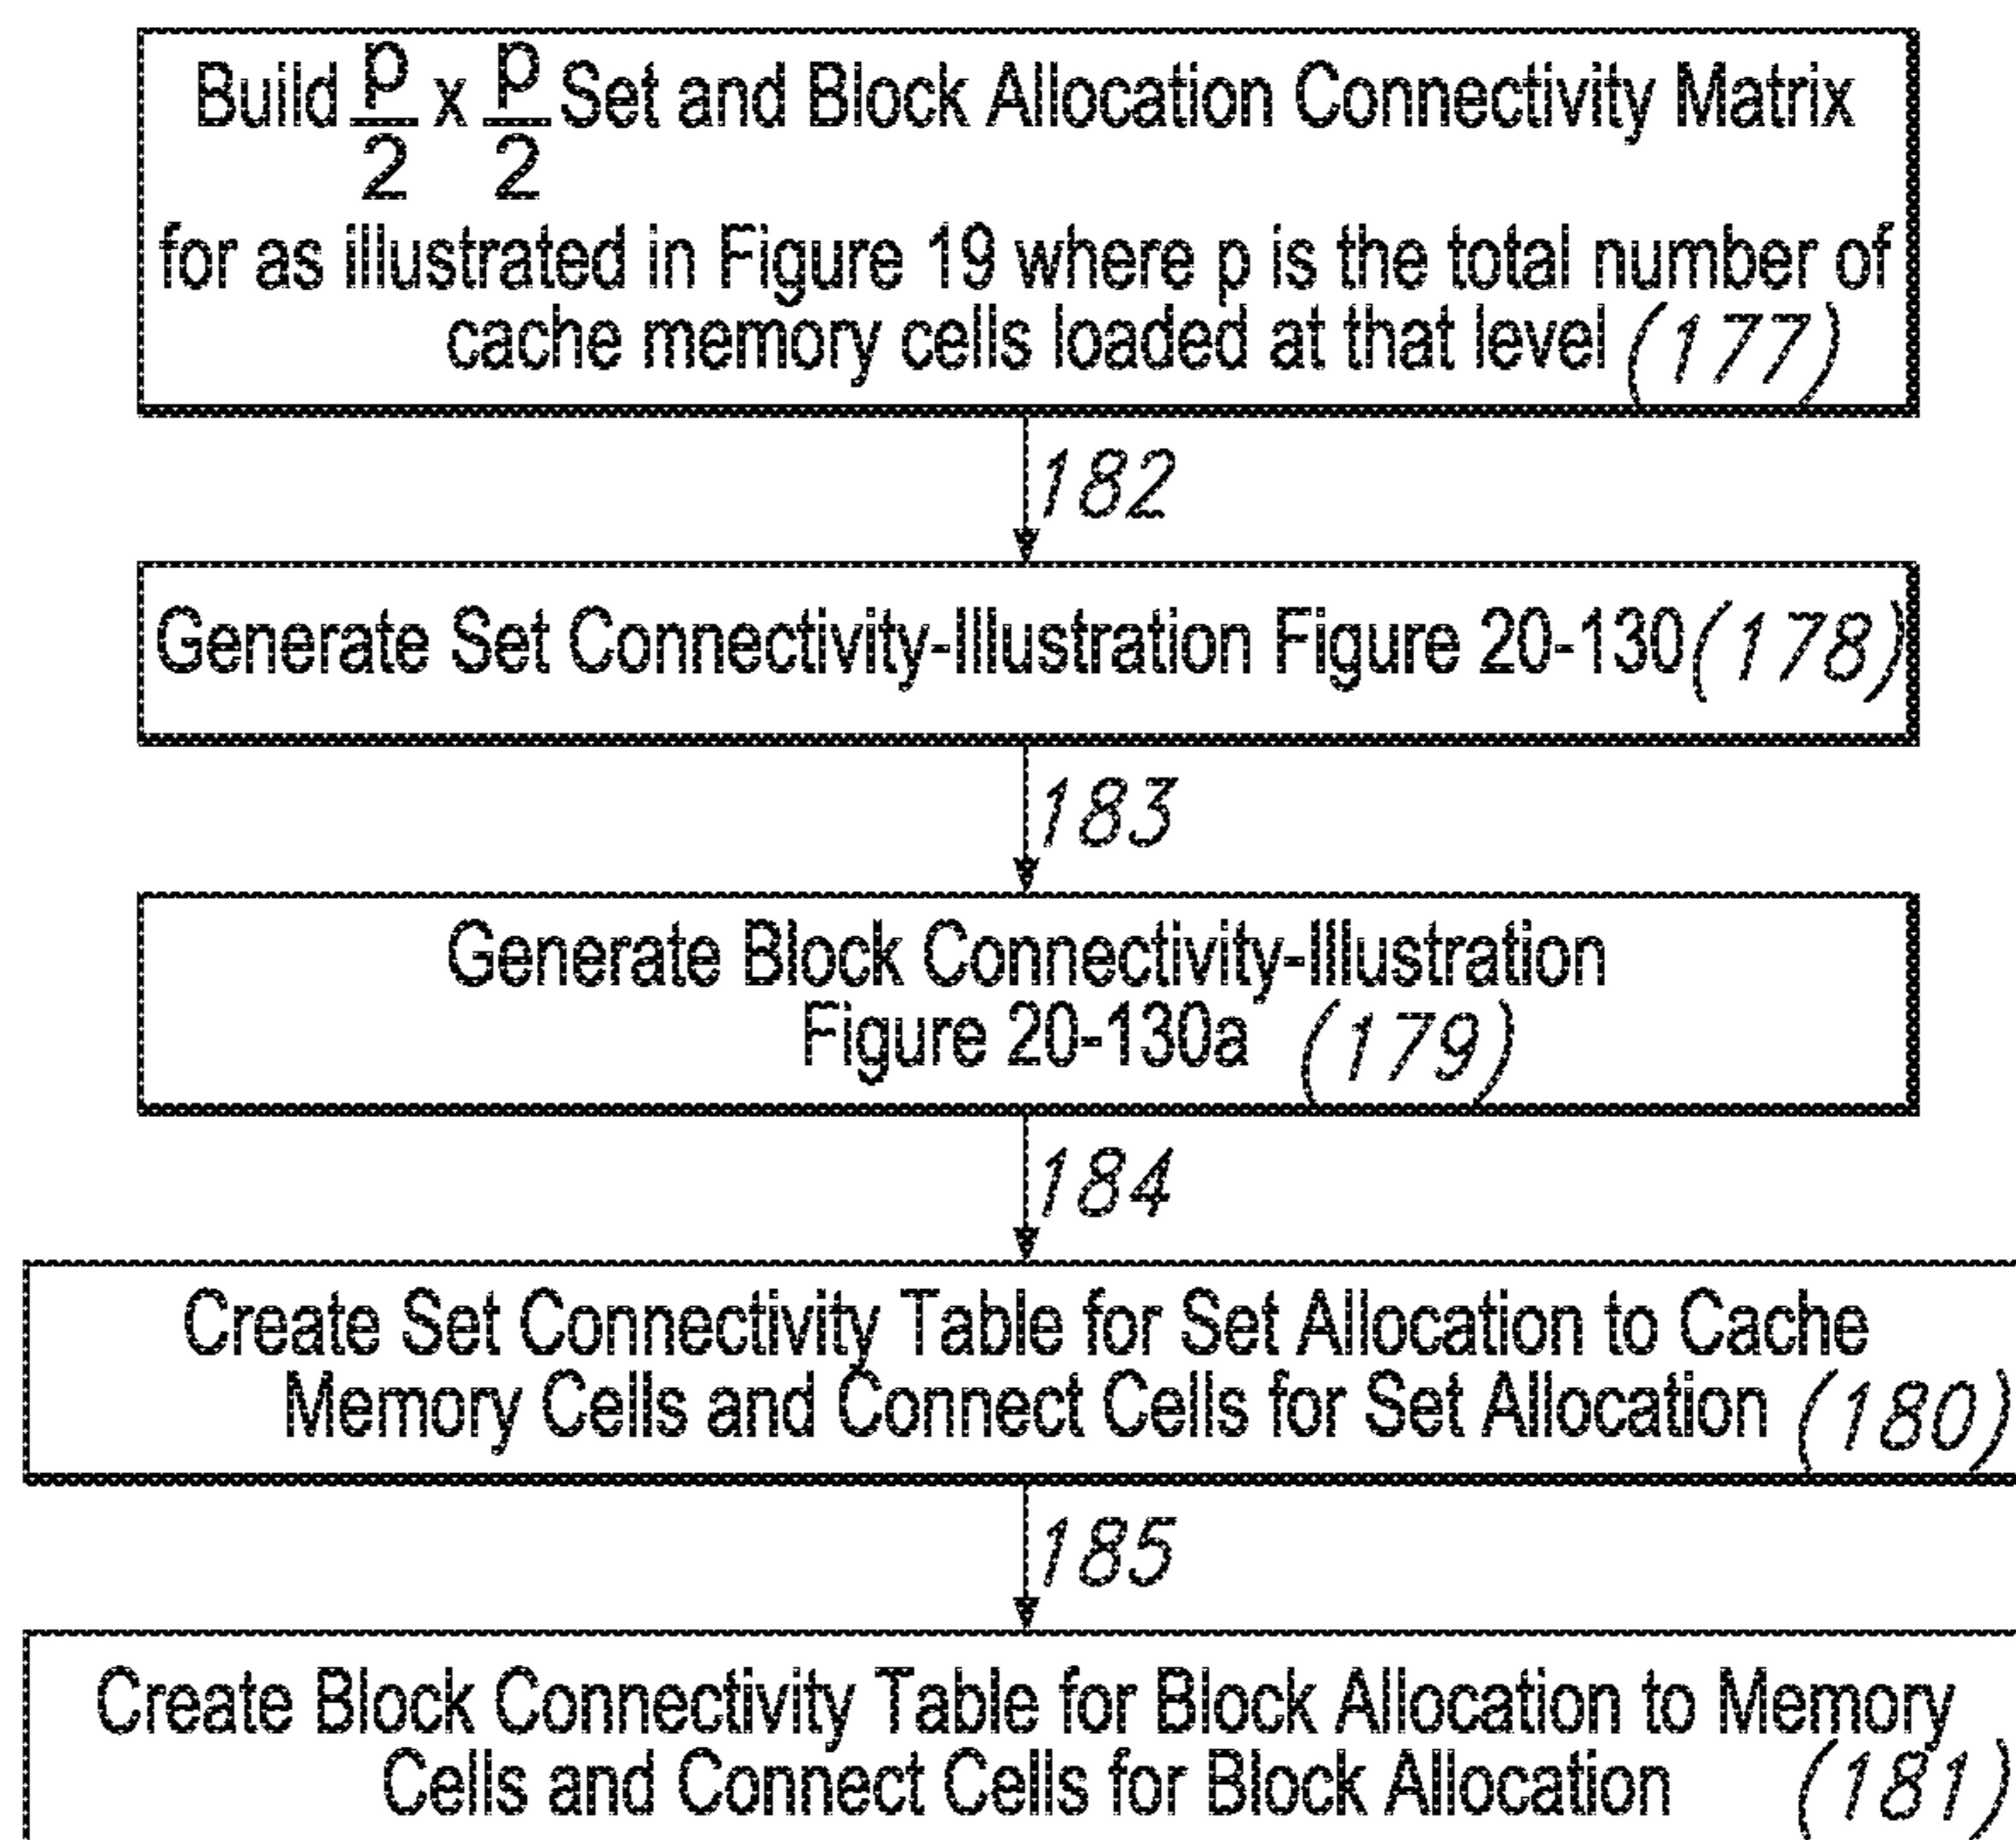 Build p/2 x p/2 Set and Block Allocation Connectivity Matrix
for as illustrated in Figure 19 where p is the total number of
cache memory cells loaded at that level (177)
182
Generate Set Connectivity-Illustration Figure 20-130 (178)
183
Generate Block Connectivity-Illustration
Figure 20-130a (179)
184
Create Set Connectivity Table for Set Allocation to Cache
Memory Cells and Connect Cells for Set Allocation (180)
185
Create Block Connectivity Table for Block Allocation to Memory
Cells and Connect Cells for Block Allocation (181)